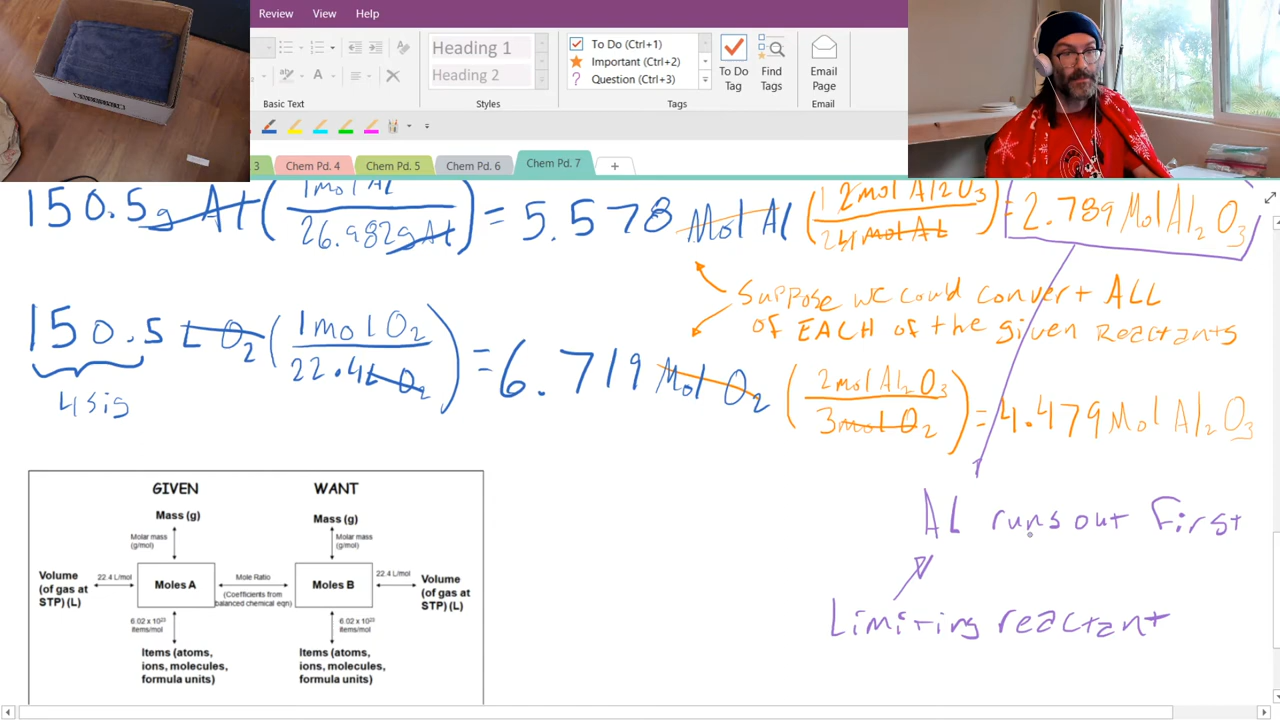 Review View Help
Heading 1
Heading 2
To Do (Ctrl+1)
Important (Ctrl+2)
Question (Ctrl+3)
To Do Tag
Find Tags
Email Page
Basic Text
Styles
Tags
Email
3
Chem Pd. 4
Chem Pd. 5
Chem Pd. 6
Chem Pd. 7
150.5g Al (1mol AL / 26.982g Al) = 5.578 Mol Al (2mol Al2O3 / mol AL) = 2.789 Mol Al2O3
Suppose we could convert ALL
of EACH of the given reactants
150.5 L O2 (1mol O2 / 22.4L O2) = 6.719 Mol O2 (2mol Al2O3 / 3mol O2) = 4.479 Mol Al2O3
4 sig
AL runs out first
Limiting reactant
GIVEN
WANT
Mass (g)
Mass (g)
Molar mass
(g/mol)
Molar mass
(g/mol)
Volume
(of gas at
STP) (L)
22.4 L/mol
Moles A
Mole Ratio
(Coefficients from
balanced chemical eqn)
Moles B
22.4 L/mol
Volume
(of gas at
STP) (L)
6.02 x 10²³
items/mol
6.02 x 10²³
items/mol
Items (atoms,
ions, molecules,
formula units)
Items (atoms,
ions, molecules,
formula units)